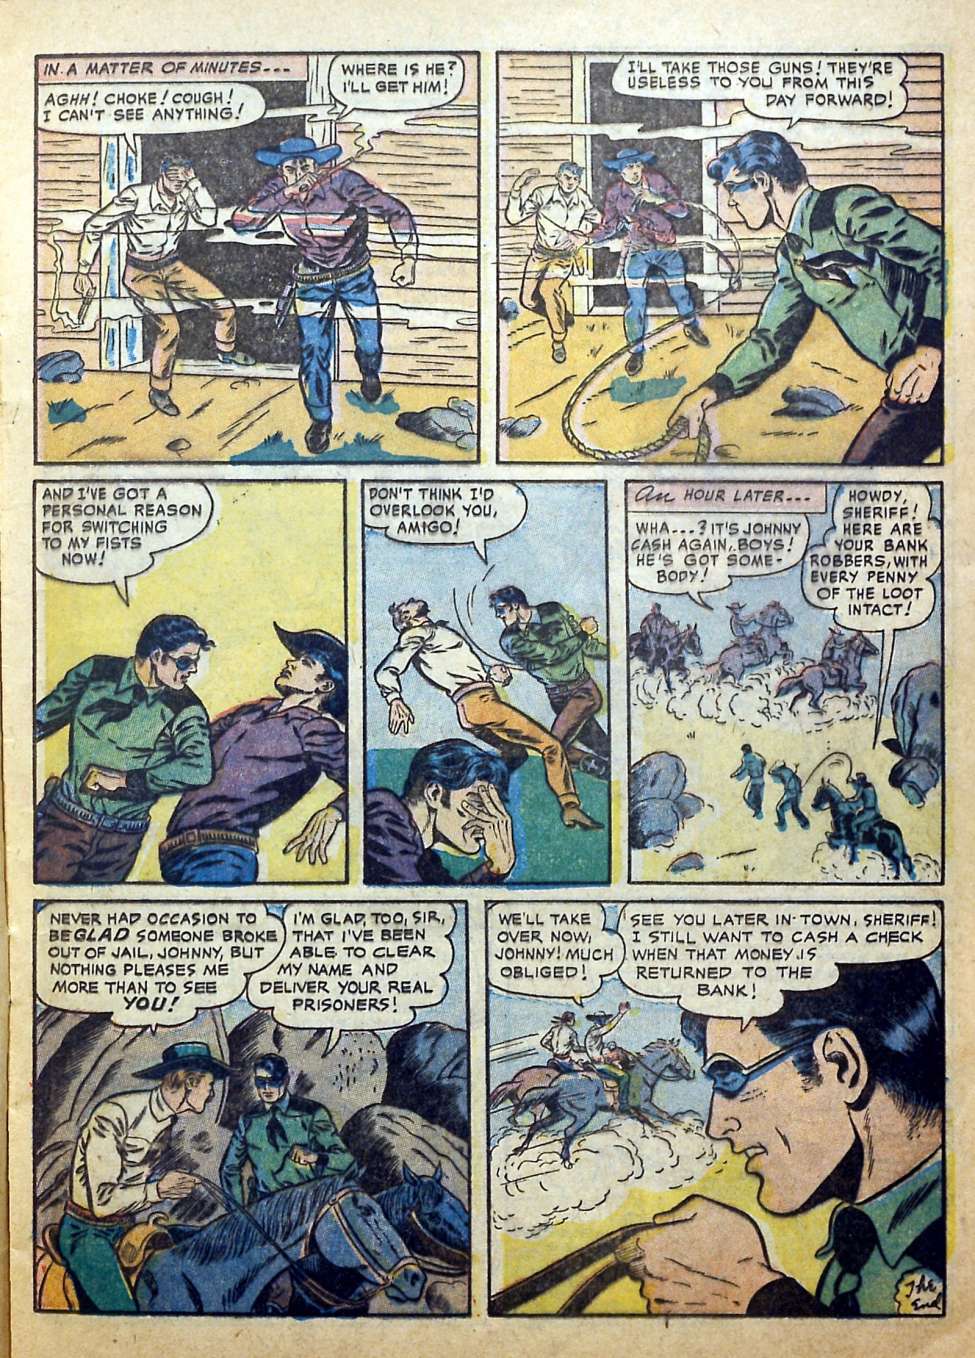 IN A MATTER OF MINUTES---
AGHH! CHOKE! COUGH!
I CAN'T SEE ANYTHING!
WHERE IS HE?
I'LL GET HIM!
I'LL TAKE THOSE GUNS! THEY'RE
USELESS TO YOU FROM THIS
DAY FORWARD!
AND I'VE GOT A
PERSONAL REASON
FOR SWITCHING
TO MY FISTS
NOW!
DON'T THINK I'D
OVERLOOK YOU,
AMIGO!
An HOUR LATER---
WHA---? IT'S JOHNNY
CASH AGAIN, BOYS!
HE'S GOT SOME-
BODY!
HOWDY,
SHERIFF!
HERE ARE
YOUR BANK
ROBBERS, WITH
EVERY PENNY
OF THE LOOT
INTACT!
NEVER HAD OCCASION TO
BE GLAD SOMEONE BROKE
OUT OF JAIL, JOHNNY, BUT
NOTHING PLEASES ME
MORE THAN TO SEE
YOU!
I'M GLAD, TOO, SIR,
THAT I'VE BEEN
ABLE TO CLEAR
MY NAME AND
DELIVER YOUR REAL
PRISONERS!
WE'LL TAKE
OVER NOW,
JOHNNY! MUCH
OBLIGED!
SEE YOU LATER IN TOWN, SHERIFF!
I STILL WANT TO CASH A CHECK
WHEN THAT MONEY IS
RETURNED TO THE
BANK!
The
End